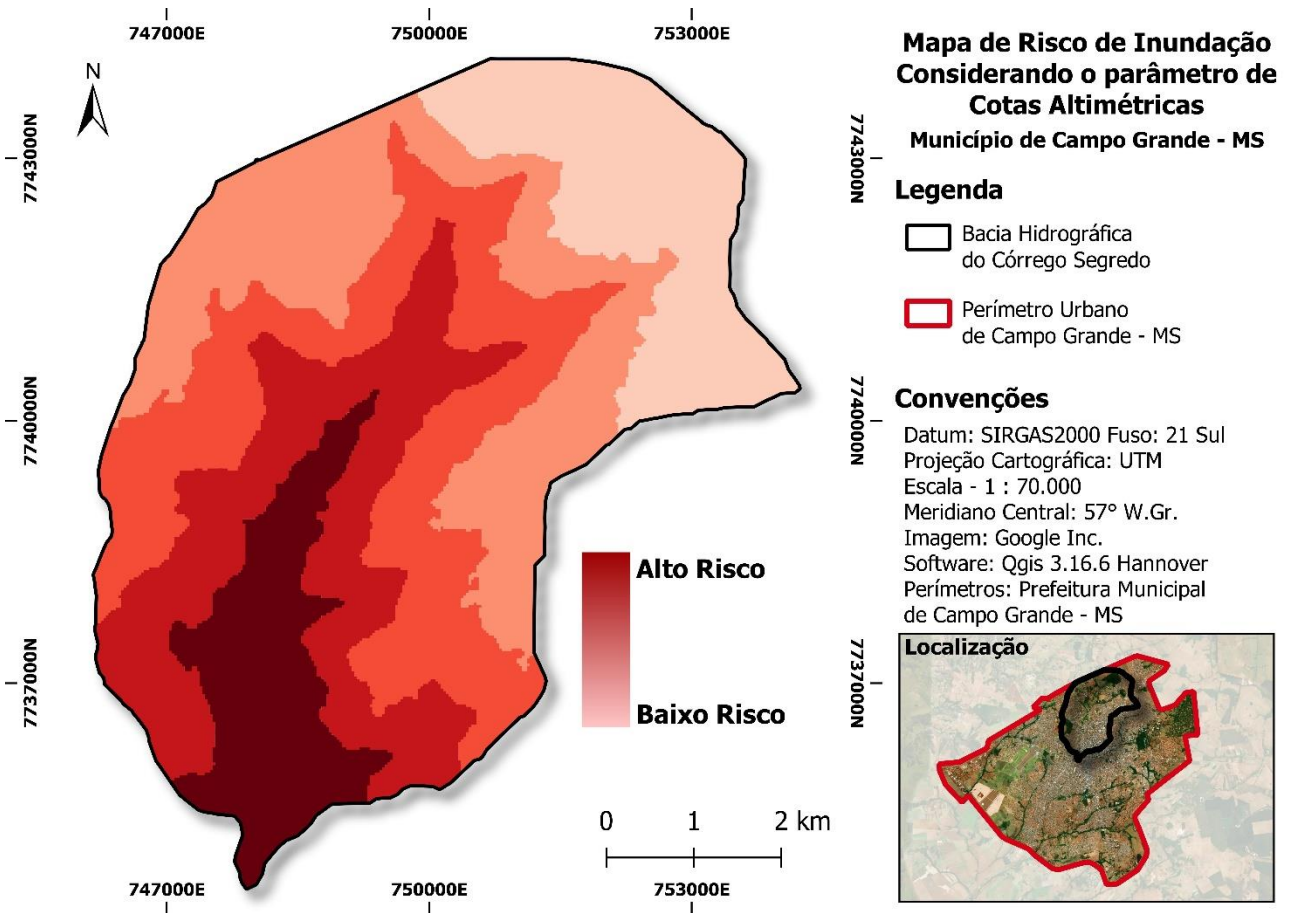 747000E
750000E
753000E
N
7743000N
7743000N
7740000N
7740000N
7737000N
7737000N
Alto Risco
Baixo Risco
0 1 2 km
747000E
750000E
753000E
Mapa de Risco de Inundação
Considerando o parâmetro de
Cotas Altimétricas
Município de Campo Grande - MS
Legenda
Bacia Hidrográfica
do Córrego Segredo
Perímetro Urbano
de Campo Grande - MS
Convenções
Datum: SIRGAS2000 Fuso: 21 Sul
Projeção Cartográfica: UTM
Escala - 1 : 70.000
Meridiano Central: 57° W.Gr.
Imagem: Google Inc.
Software: Qgis 3.16.6 Hannover
Perímetros: Prefeitura Municipal
de Campo Grande - MS
Localização